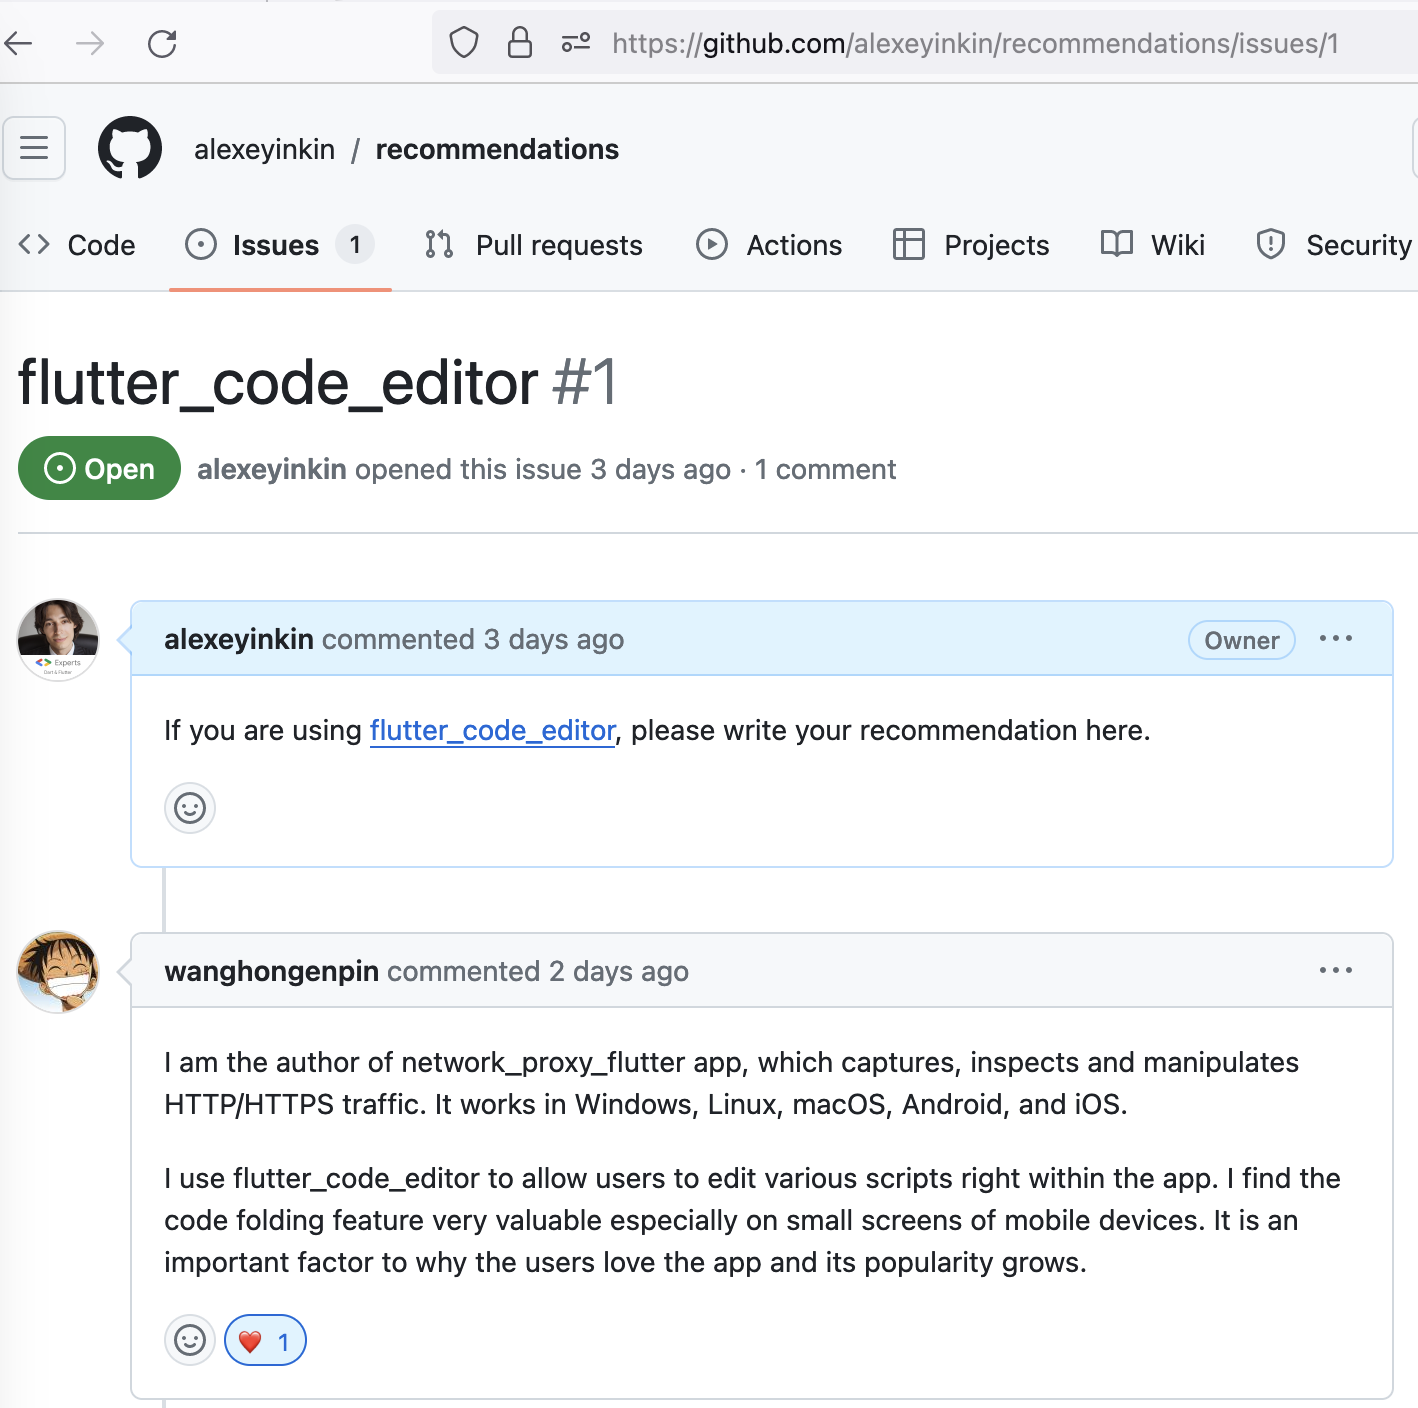 https://github.com/alexeyinkin/recommendations/issues/1
alexeyinkin / recommendations
Code Issues 1 Pull requests Actions Projects Wiki Security
flutter_code_editor #1
Open alexeyinkin opened this issue 3 days ago · 1 comment
Experts
Dart & Flutter
alexeyinkin commented 3 days ago Owner ···
If you are using flutter_code_editor, please write your recommendation here.
wanghongenpin commented 2 days ago ···
I am the author of network_proxy_flutter app, which captures, inspects and manipulates
HTTP/HTTPS traffic. It works in Windows, Linux, macOS, Android, and iOS.
I use flutter_code_editor to allow users to edit various scripts right within the app. I find the
code folding feature very valuable especially on small screens of mobile devices. It is an
important factor to why the users love the app and its popularity grows.
❤️ 1